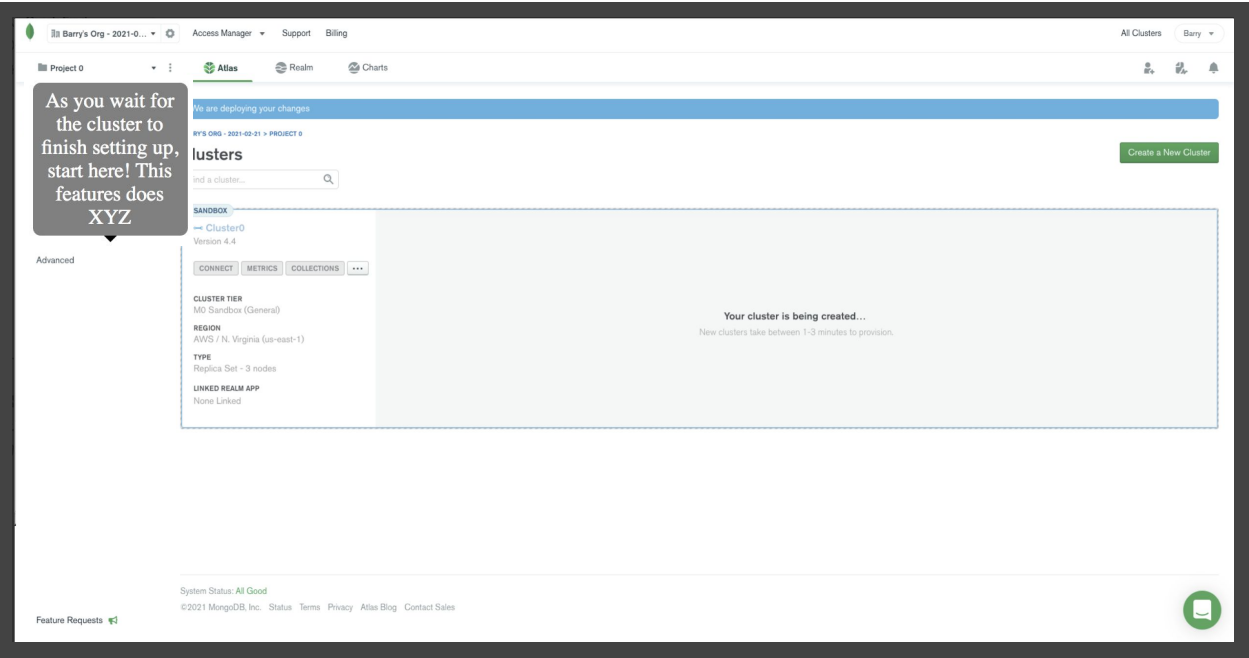 Barry's Org - 2021-0...
Access Manager
Support
Billing
All Clusters
Barry
Project 0
Atlas
Realm
Charts
As you wait for
the cluster to
finish setting up,
start here! This
features does
XYZ
Advanced
Feature Requests
We are deploying your changes
RY'S ORG - 2021-02-21 > PROJECT 0
lusters
Create a New Cluster
ind a cluster...
SANDBOX
Cluster0
Version 4.4
CONNECT
METRICS
COLLECTIONS
...
CLUSTER TIER
M0 Sandbox (General)
REGION
AWS / N. Virginia (us-east-1)
TYPE
Replica Set - 3 nodes
LINKED REALM APP
None Linked
Your cluster is being created...
New clusters take between 1-3 minutes to provision.
System Status: All Good
©2021 MongoDB, Inc. Status Terms Privacy Atlas Blog Contact Sales